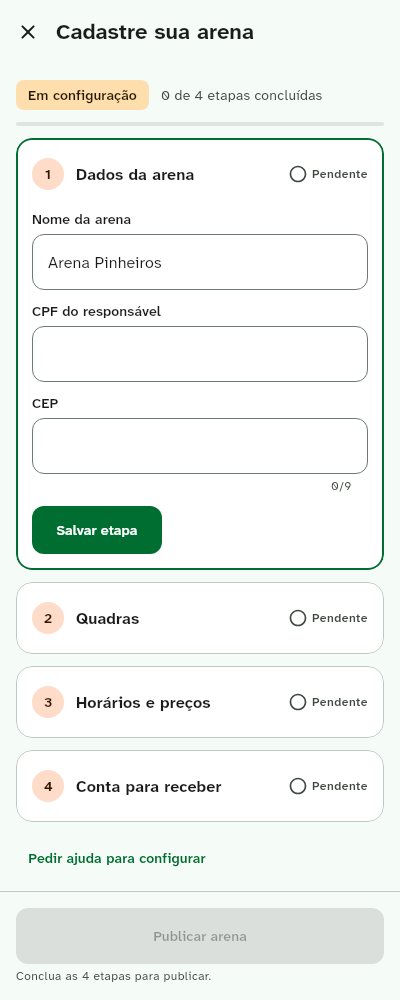 Cadastre sua arena
Em configuração
0 de 4 etapas concluídas
1
Dados da arena
Pendente
Nome da arena
Arena Pinheiros
CPF do responsável
CEP
0/9
Salvar etapa
2
Quadras
Pendente
3
Horários e preços
Pendente
4
Conta para receber
Pendente
Pedir ajuda para configurar
Publicar arena
Conclua as 4 etapas para publicar.